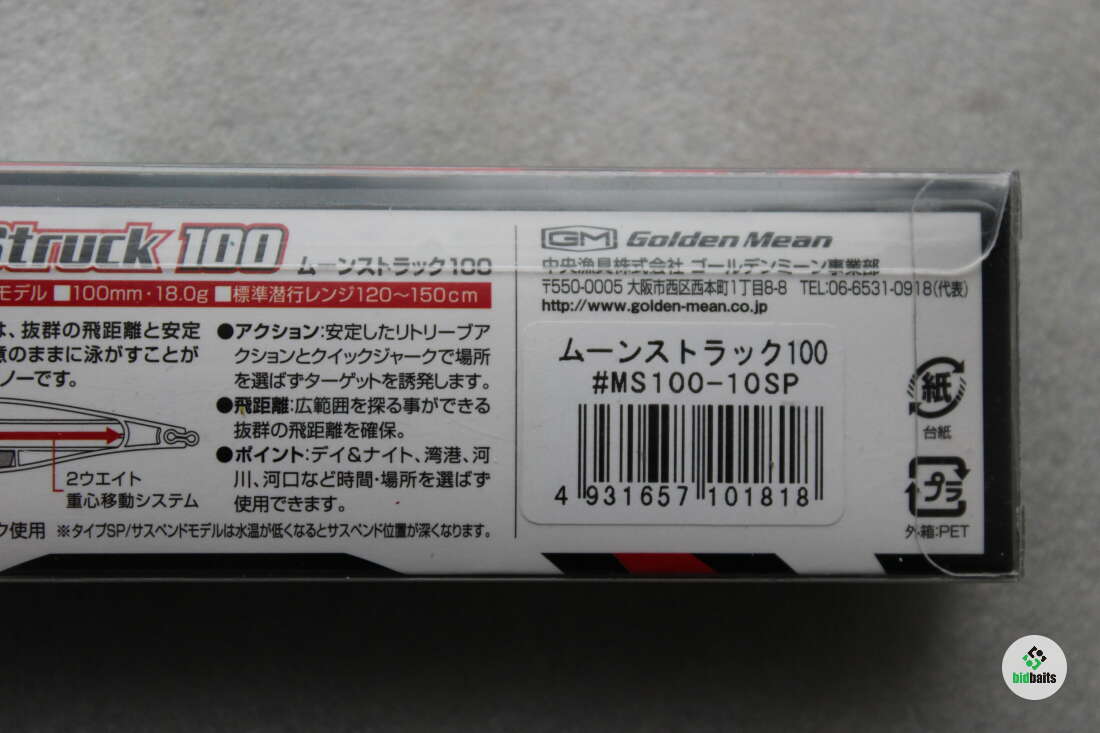 Struck 100 ムーンストラック100
モデル ■100mm・18.0g ■標準潜行レンジ120～150cm
は、抜群の飛距離と安定
意のままに泳がすことが
ノーです。
2ウエイト
重心移動システム
●アクション:安定したリトリーブア
クションとクイックジャークで場所
を選ばずターゲットを誘発します。
●飛距離:広範囲を探る事ができる
抜群の飛距離を確保。
●ポイント:デイ&ナイト、湾港、河
川、河口など時間・場所を選ばず
使用できます。
ク使用 ※タイプSP/サスペンドモデルは水温が低くなるとサスペンド位置が深くなります。
GM Golden Mean
中央漁具株式会社 ゴールデンミーン事業部
〒550-0005 大阪市西区西本町1丁目8-8 TEL:06-6531-0918(代表)
http://www.golden-mean.co.jp
ムーンストラック100
#MS100-10SP
4 931657 101818
紙
台紙
プラ
外箱:PET
bidbaits